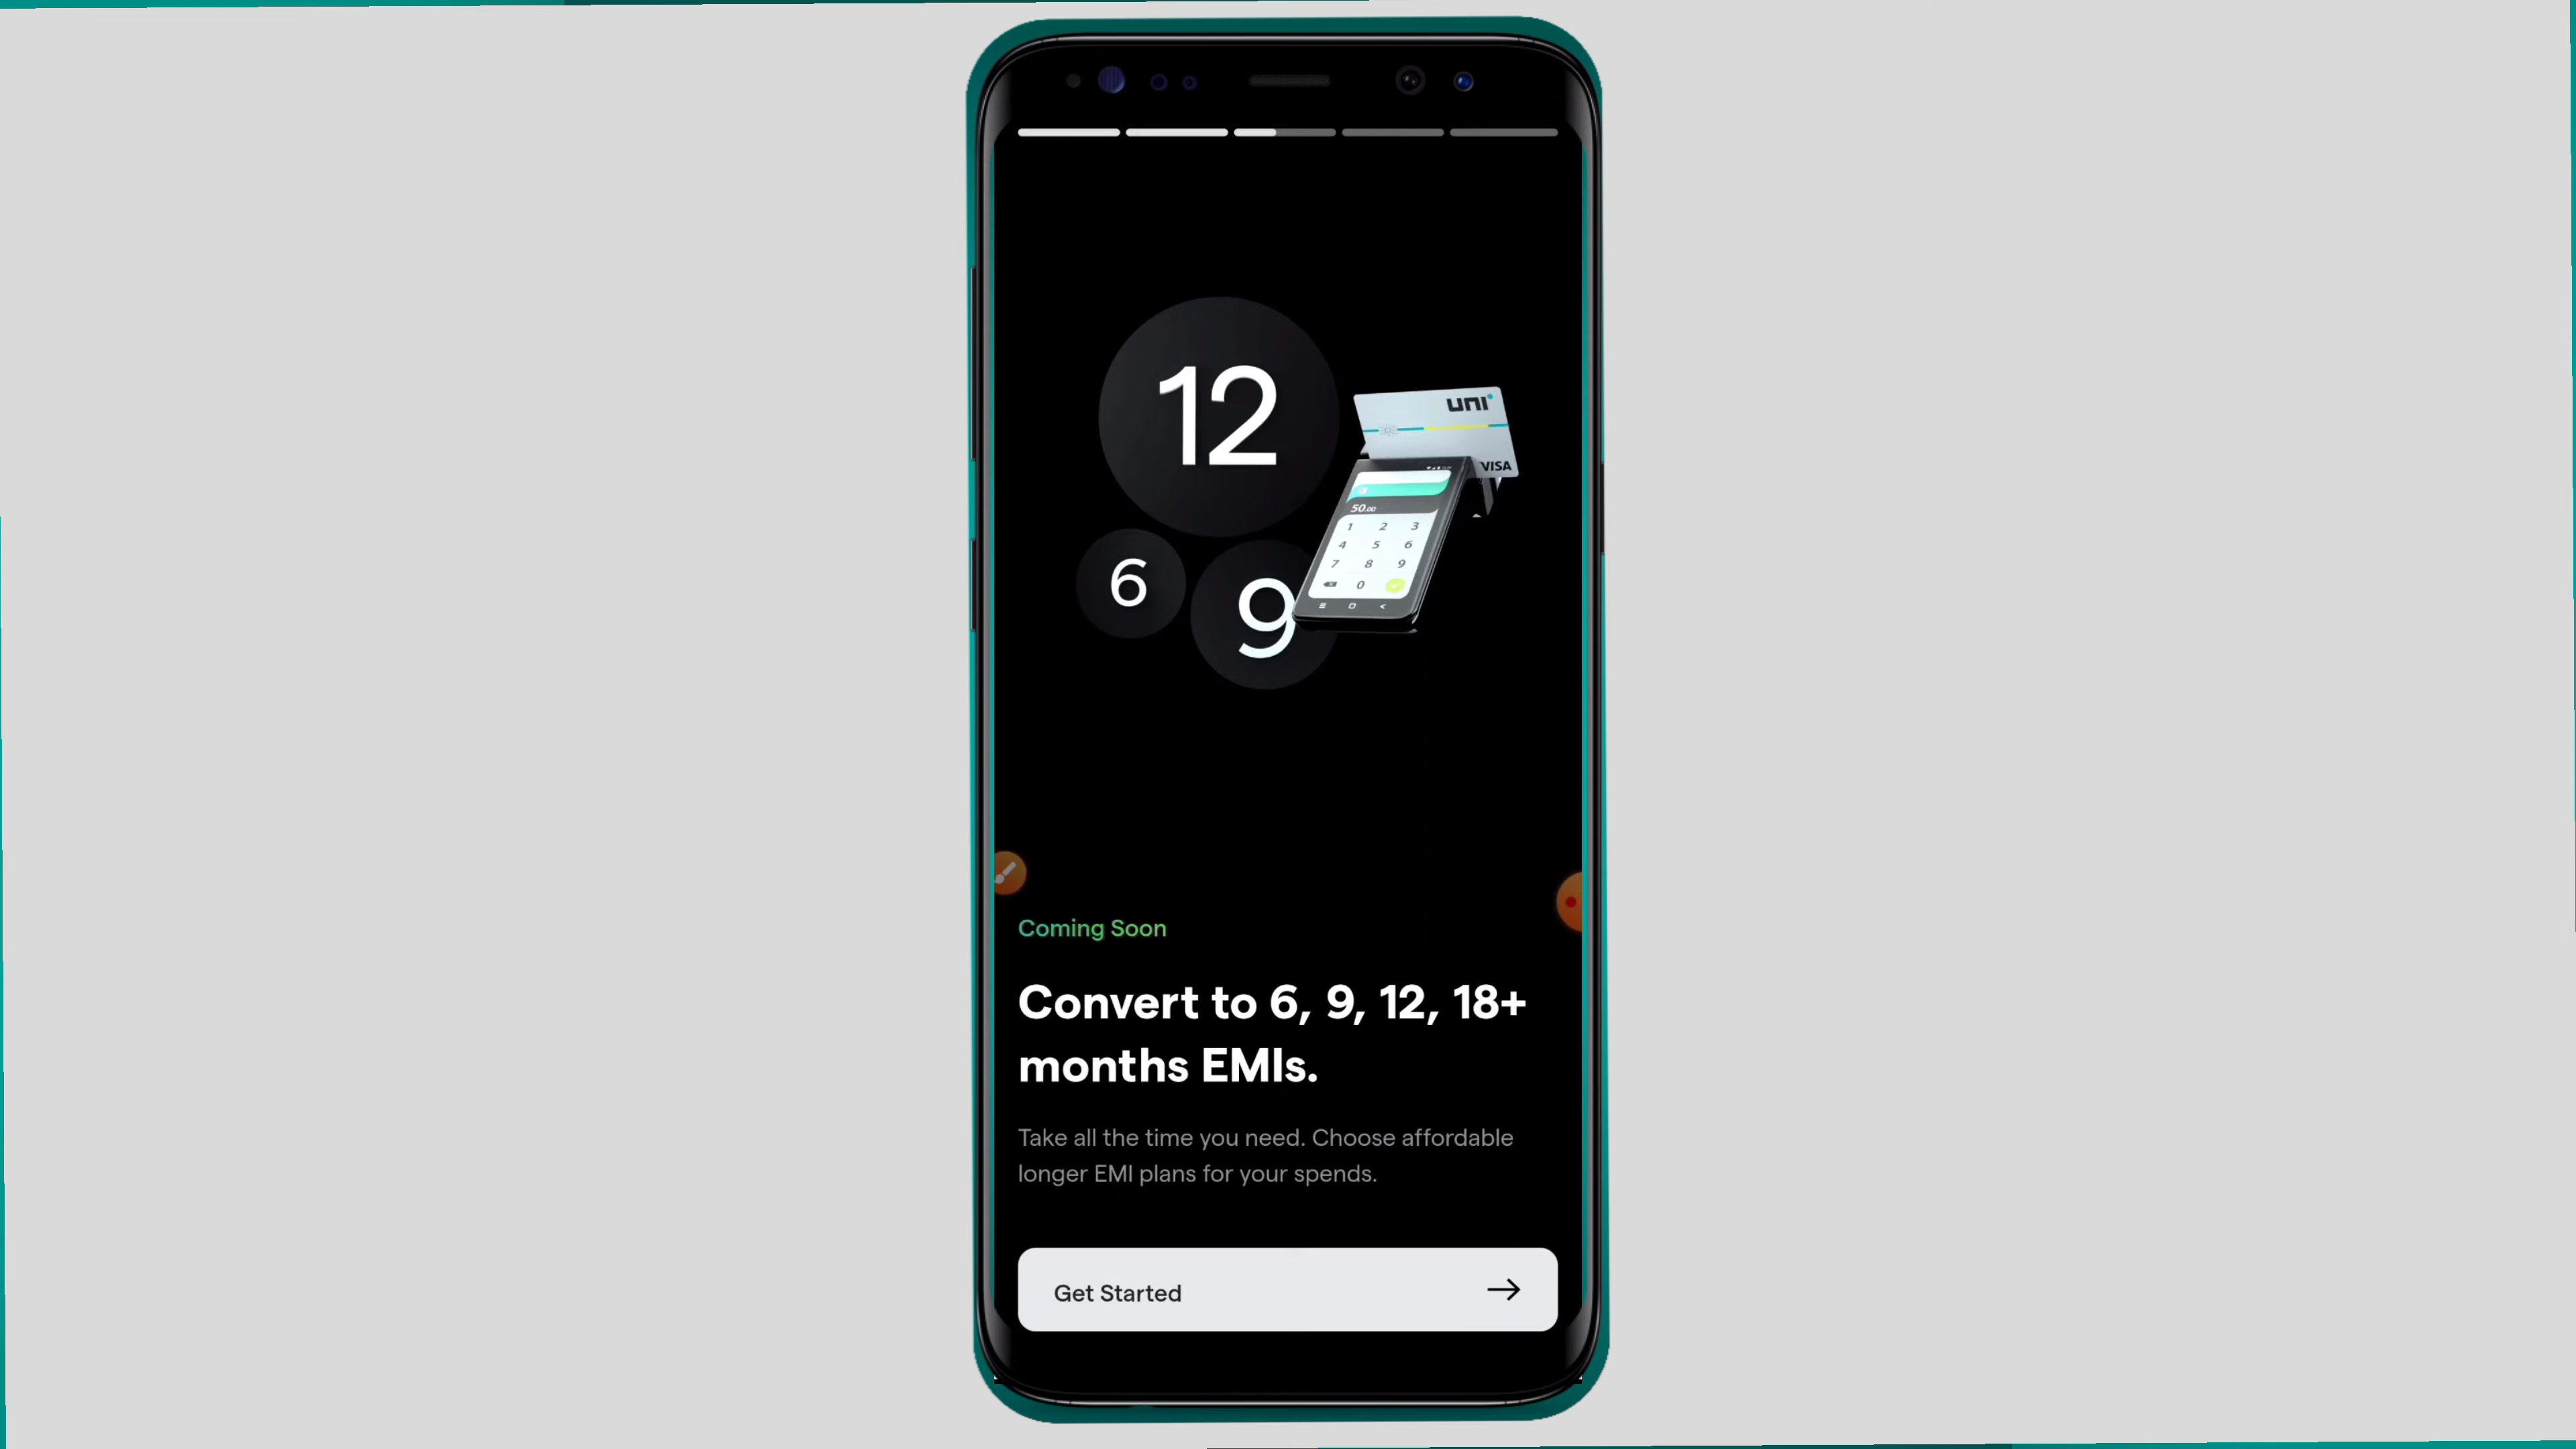 12
6
9
uni
VISA
50.00
1 2 3
4 5 6
7 8 9
0
Coming Soon
Convert to 6, 9, 12, 18+
months EMIs.
Take all the time you need. Choose affordable
longer EMI plans for your spends.
Get Started